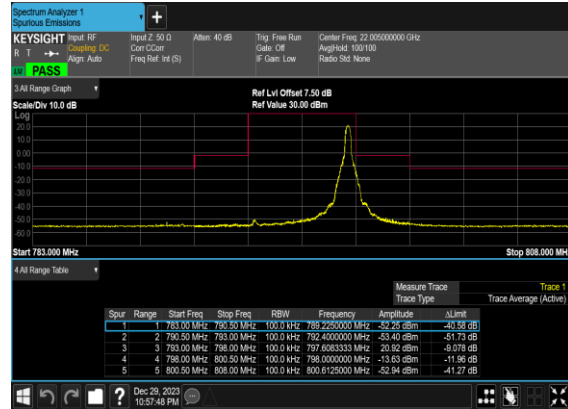 Spectrum Analyzer 1
Spurious Emissions
KEYSIGHT Input: RF Input Z: 50 Ω Atten: 40 dB Trig: Free Run Center Freq: 22.005000000 GHz
R T Coupling: DC Corr CCorr Gate: Off Avg|Hold: 100/100
Align: Auto Freq Ref: Int (S) IF Gain: Low Radio Std: None
LXI PASS
3 All Range Graph Ref Lvl Offset 7.50 dB
Scale/Div 10.0 dB Ref Value 30.00 dBm
Log
20.0
10.0
0.00
-10.0
-20.0
-30.0
-40.0
-50.0
-60.0
Start 783.000 MHz Stop 808.000 MH
4 All Range Table
Measure Trace Trace 1
Trace Type Trace Average (Active)
Spur Range Start Freq Stop Freq RBW Frequency Amplitude ΔLimit
1 1 783.00 MHz 790.50 MHz 100.0 kHz 789.2250000 MHz -52.25 dBm -40.58 dB
2 2 790.50 MHz 793.00 MHz 100.0 kHz 792.4000000 MHz -53.40 dBm -51.73 dB
3 3 793.00 MHz 798.00 MHz 100.0 kHz 797.6083333 MHz 20.92 dBm -9.078 dB
4 4 798.00 MHz 800.50 MHz 100.0 kHz 798.0000000 MHz -13.63 dBm -11.96 dB
5 5 800.50 MHz 808.00 MHz 100.0 kHz 800.6125000 MHz -52.94 dBm -41.27 dB
Dec 29, 2023
10:57:48 PM